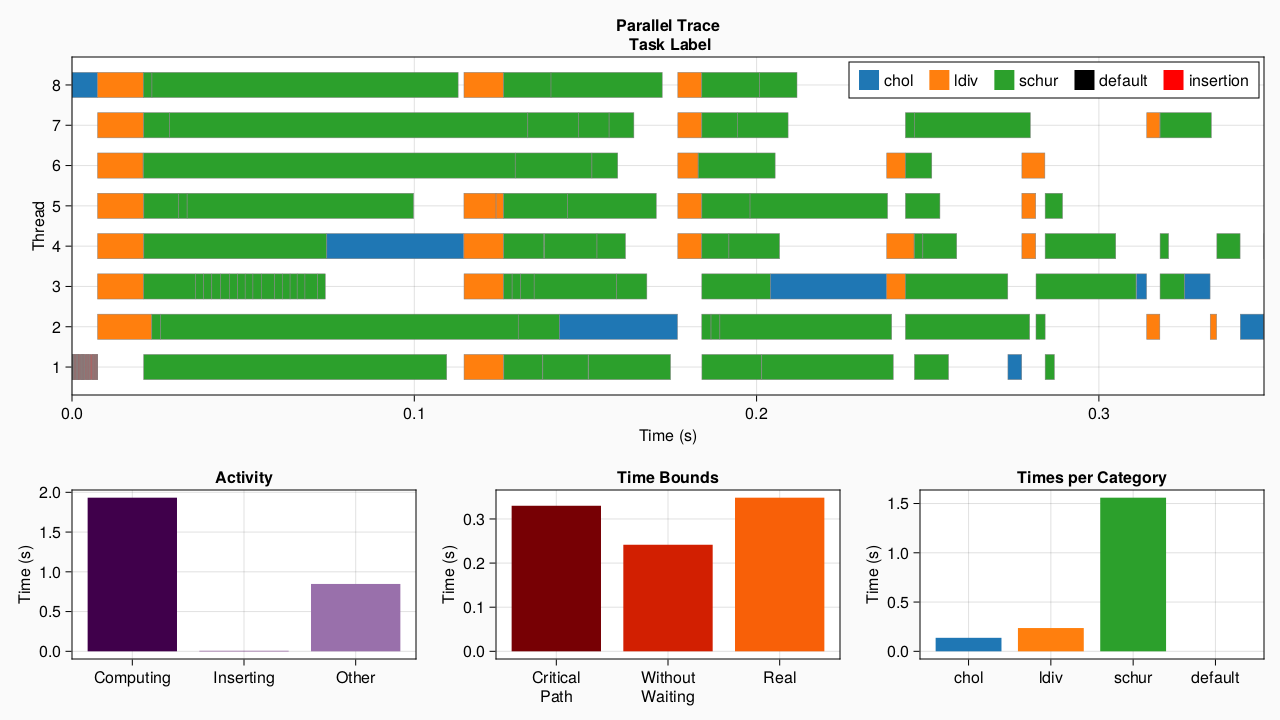 Parallel Trace
Task Label
chol ldiv schur default insertion
8
7
6
5
4
3
2
1
Thread
0.0 0.1 0.2 0.3
Time (s)
Activity
2.0
1.5
1.0
0.5
0.0
Time (s)
Computing Inserting Other
Time Bounds
0.3
0.2
0.1
0.0
Time (s)
Critical Without Real
Path Waiting
Times per Category
1.5
1.0
0.5
0.0
Time (s)
chol ldiv schur default